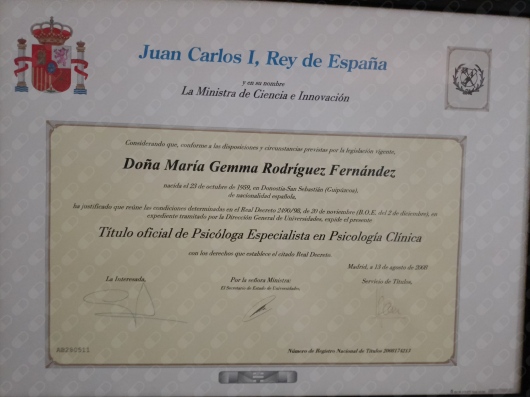 Juan Carlos I, Rey de España
y en su nombre
La Ministra de Ciencia e Innovación
Considerando que, conforme a las disposiciones y circunstancias previstas por la legislación vigente,
Doña María Gemma Rodríguez Fernández
nacida el 23 de octubre de 1959, en Donostia-San Sebastián (Guipúzcoa),
de nacionalidad española,
ha justificado que reúne las condiciones determinadas en el Real Decreto 2490/98, de 20 de noviembre (B.O.E. del 2 de diciembre), en
expediente tramitado por la Dirección General de Universidades, expide el presente
Título oficial de Psicóloga Especialista en Psicología Clínica
con los derechos que establece el citado Real Decreto.
Madrid, a 13 de agosto de
La Interesada,
Por la señora Ministra:
El Secretario de Estado de Universidades,
Servicio de Títulos,
Número de Registro Nacional de Títulos